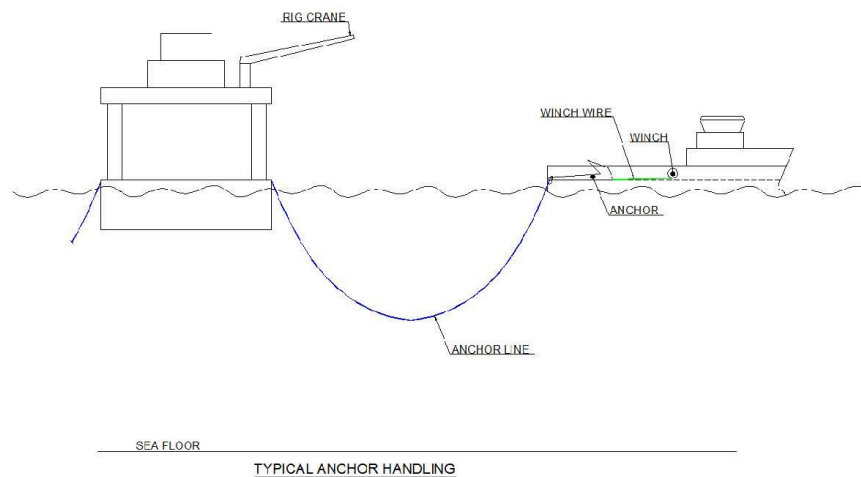 RIG CRANE
WINCH WIRE
WINCH
ANCHOR
ANCHOR LINE
SEA FLOOR
TYPICAL ANCHOR HANDLING